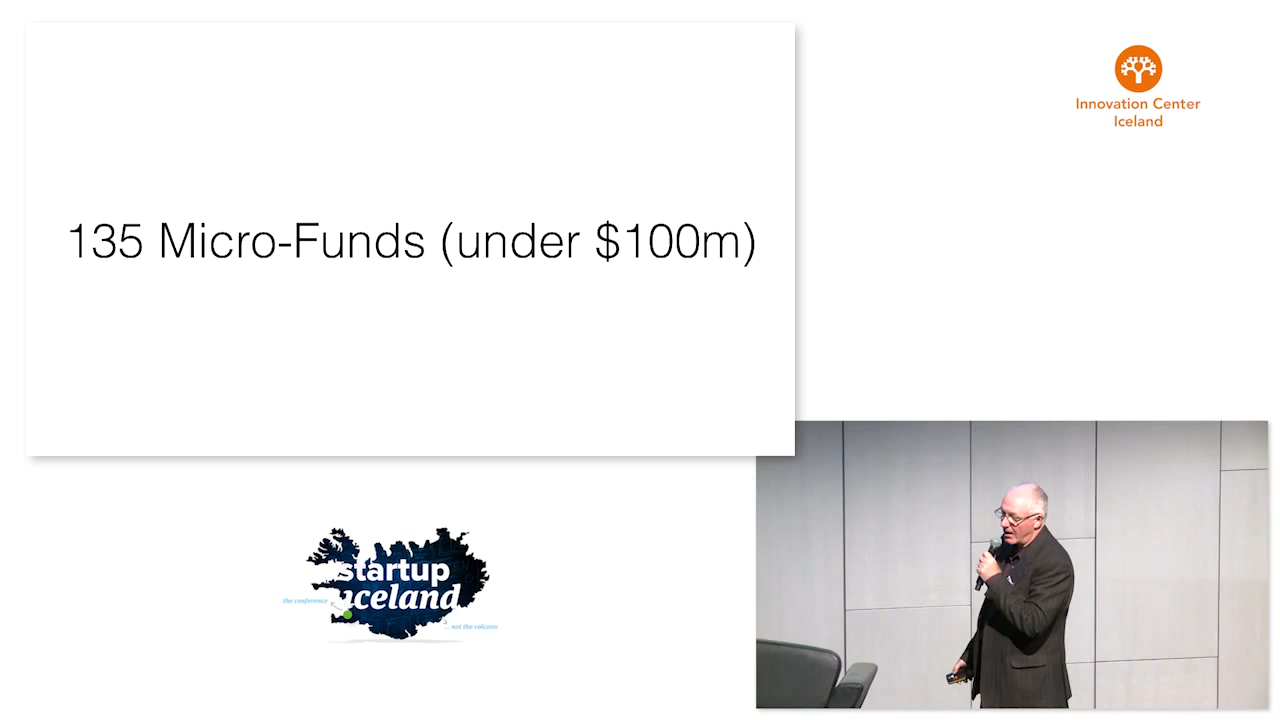 135 Micro-Funds (under $100m)
Innovation Center
Iceland
startup
iceland
the conference
... not the volcano